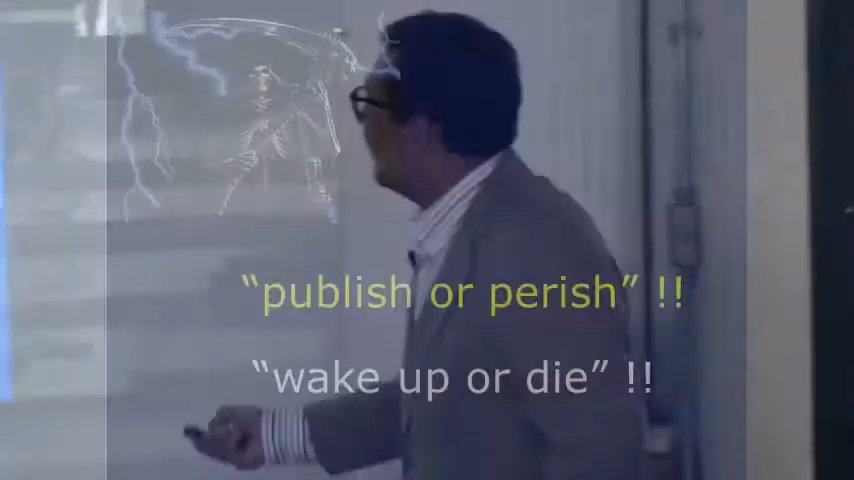 “publish or perish” !!
“wake up or die” !!